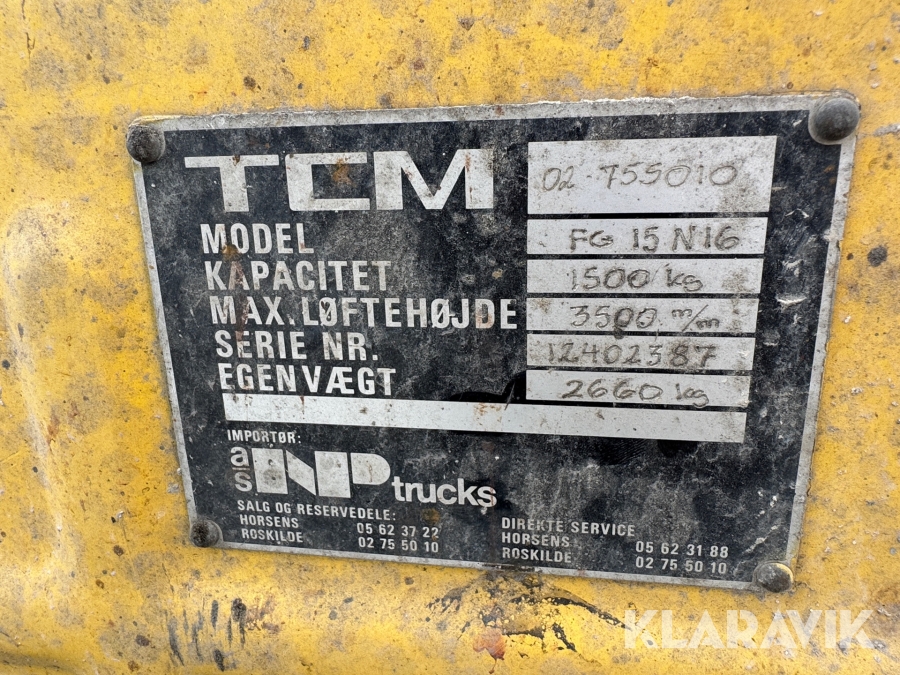 TCM 02-755010
MODEL FG 15 N16
KAPACITET 1500 kg
MAX. LØFTEHØJDE 3500 m/m
SERIE NR. 12402387
EGENVÆGT 2660 kg
IMPORTØR:
a/s NP trucks
SALG OG RESERVEDELE: DIREKTE SERVICE
HORSENS 05 62 37 22 HORSENS 05 62 31 88
ROSKILDE 02 75 50 10 ROSKILDE 02 75 50 10
KLARAVIK